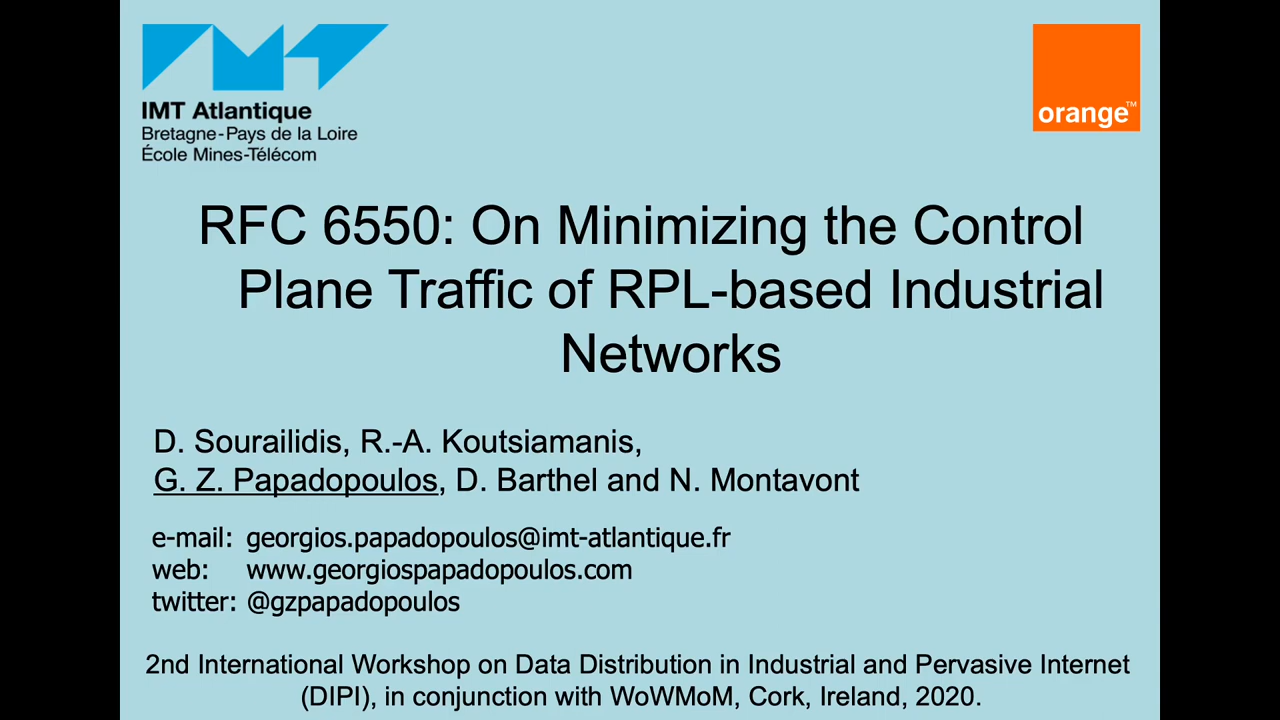 IMT Atlantique
Bretagne-Pays de la Loire
École Mines-Télécom
orange™
RFC 6550: On Minimizing the Control
Plane Traffic of RPL-based Industrial
Networks
D. Sourailidis, R.-A. Koutsiamanis,
G. Z. Papadopoulos, D. Barthel and N. Montavont
e-mail: georgios.papadopoulos@imt-atlantique.fr
web: www.georgiospapadopoulos.com
twitter: @gzpapadopoulos
2nd International Workshop on Data Distribution in Industrial and Pervasive Internet
(DIPI), in conjunction with WoWMoM, Cork, Ireland, 2020.